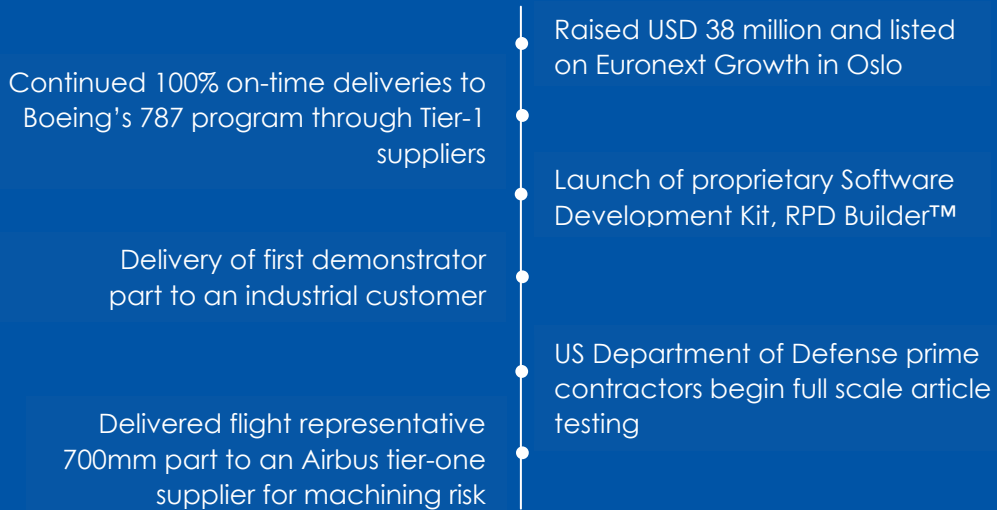 Raised USD 38 million and listed
on Euronext Growth in Oslo
Continued 100% on-time deliveries to
Boeing’s 787 program through Tier-1
suppliers
Launch of proprietary Software
Development Kit, RPD Builder™
Delivery of first demonstrator
part to an industrial customer
US Department of Defense prime
contractors begin full scale article
testing
Delivered flight representative
700mm part to an Airbus tier-one
supplier for machining risk